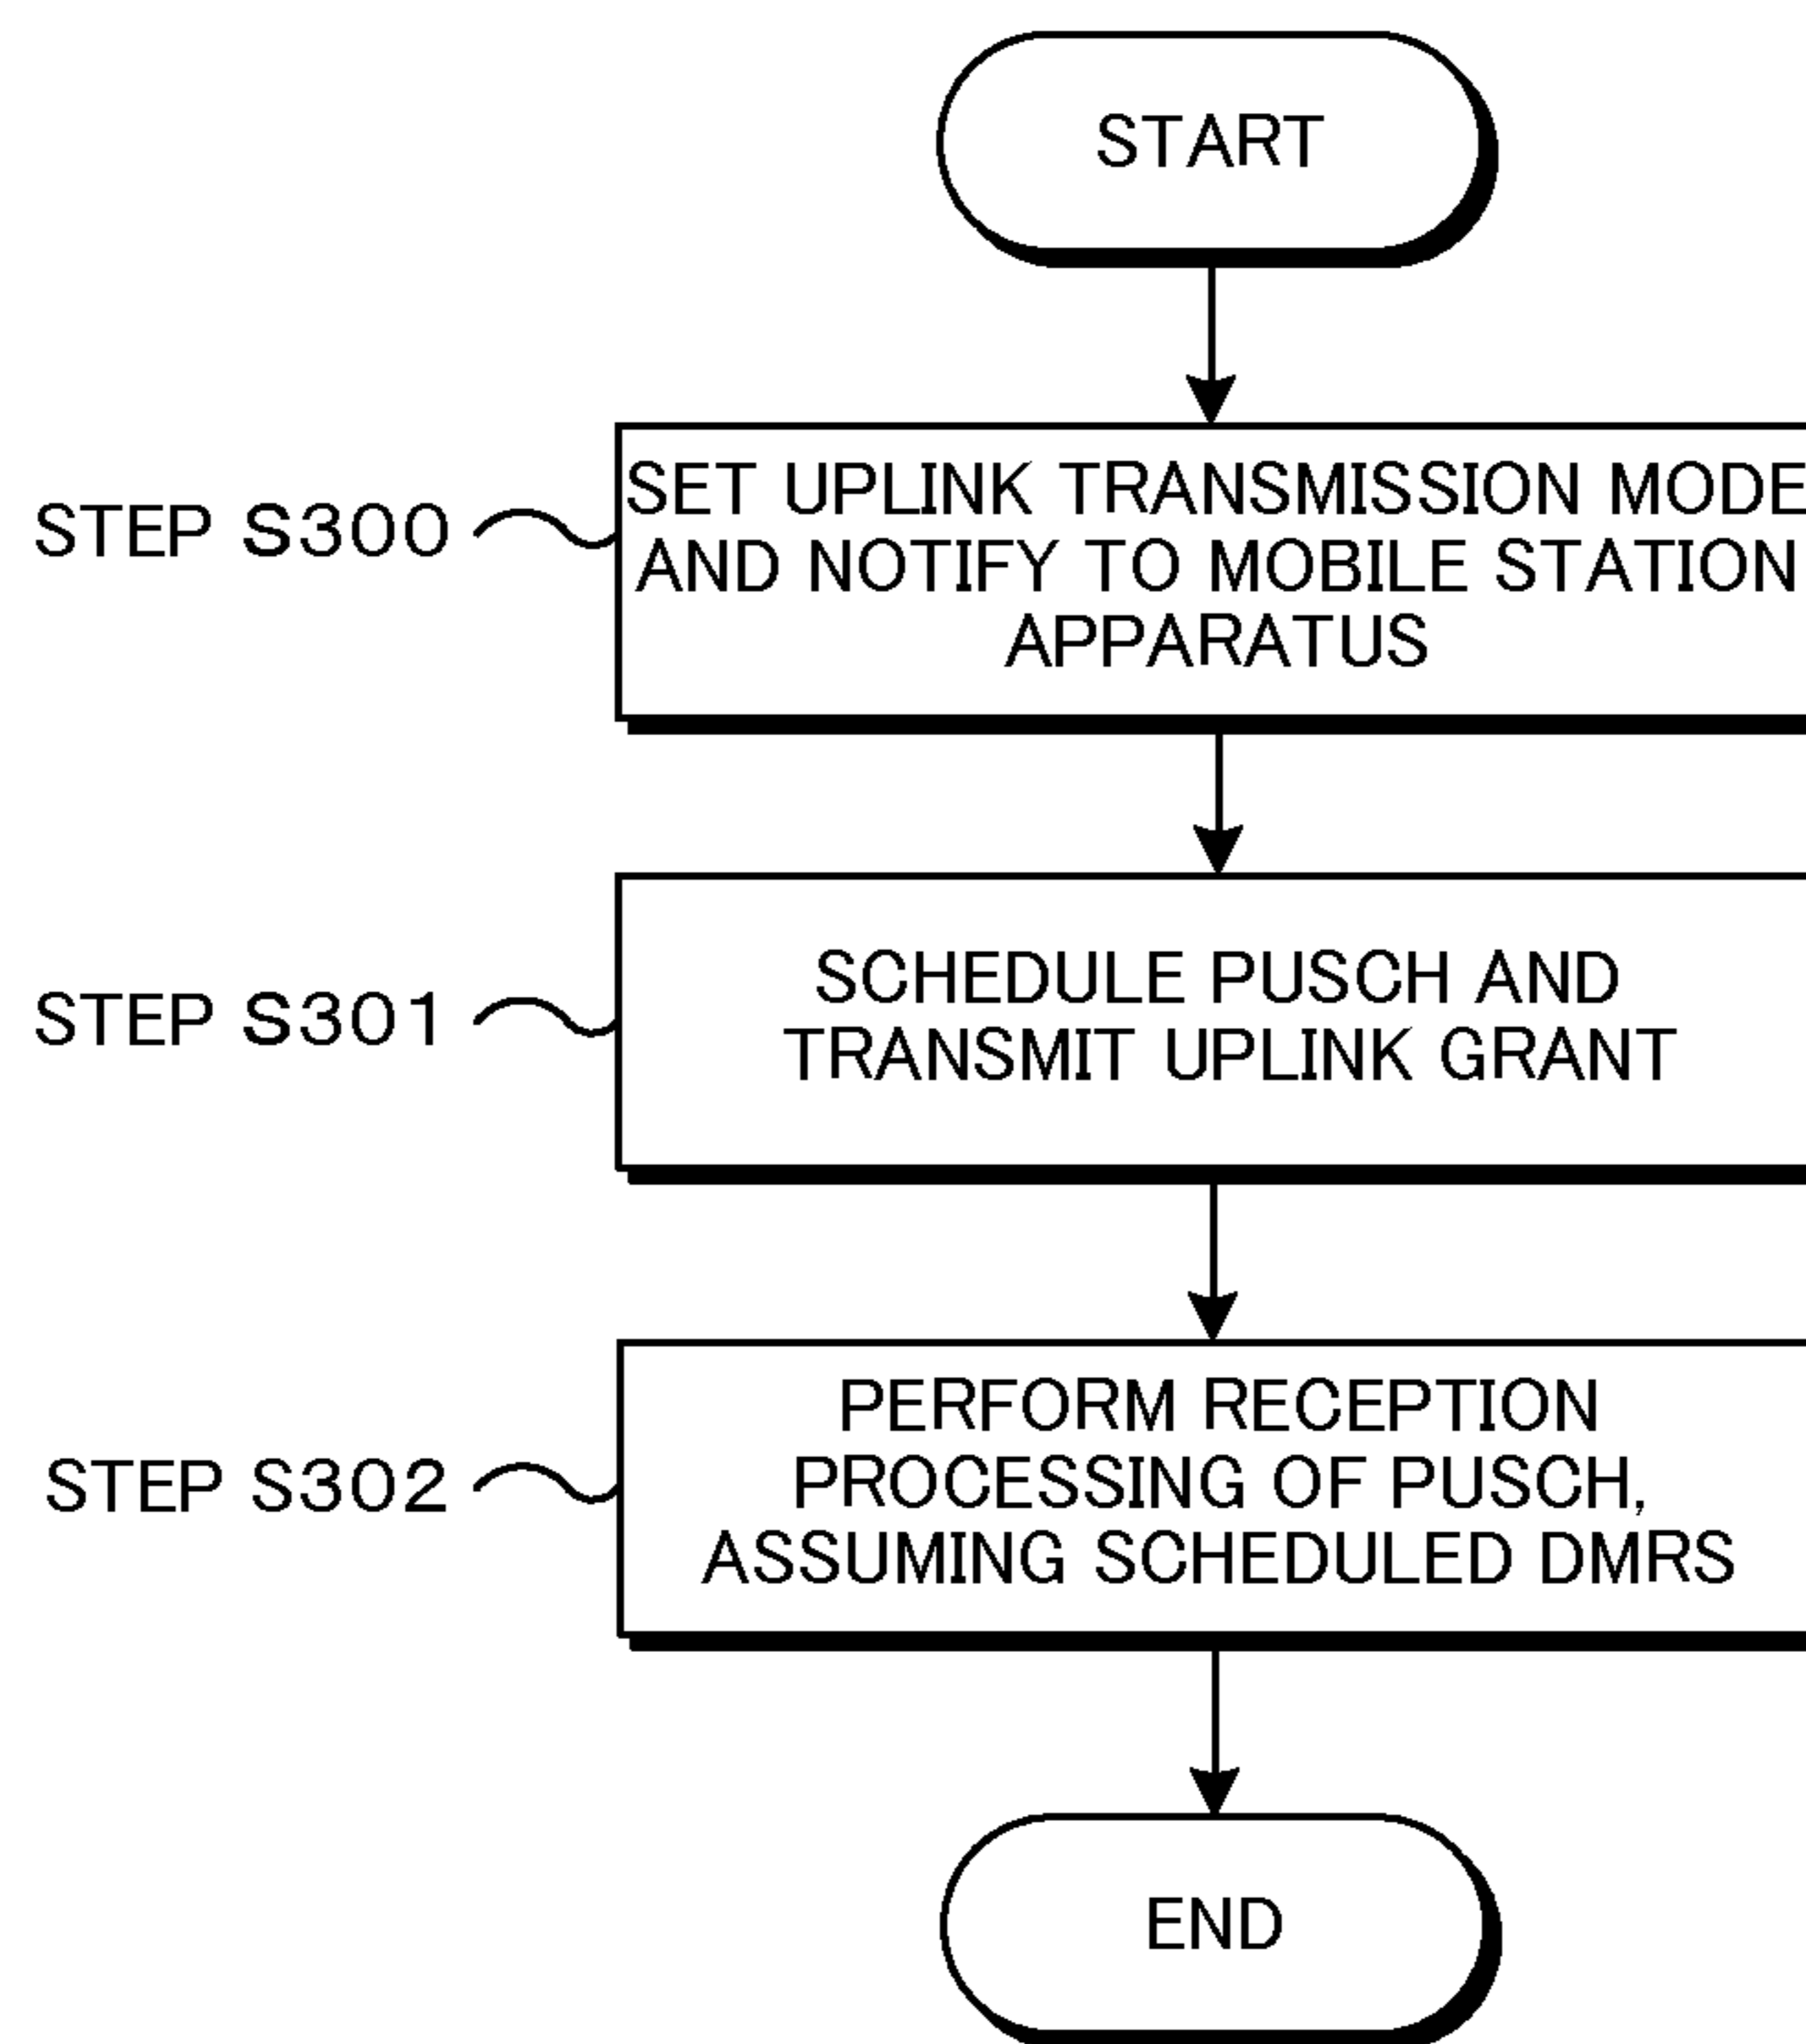 START
STEP S300
SET UPLINK TRANSMISSION MODE
AND NOTIFY TO MOBILE STATION
APPARATUS
STEP S301
SCHEDULE PUSCH AND
TRANSMIT UPLINK GRANT
STEP S302
PERFORM RECEPTION
PROCESSING OF PUSCH,
ASSUMING SCHEDULED DMRS
END